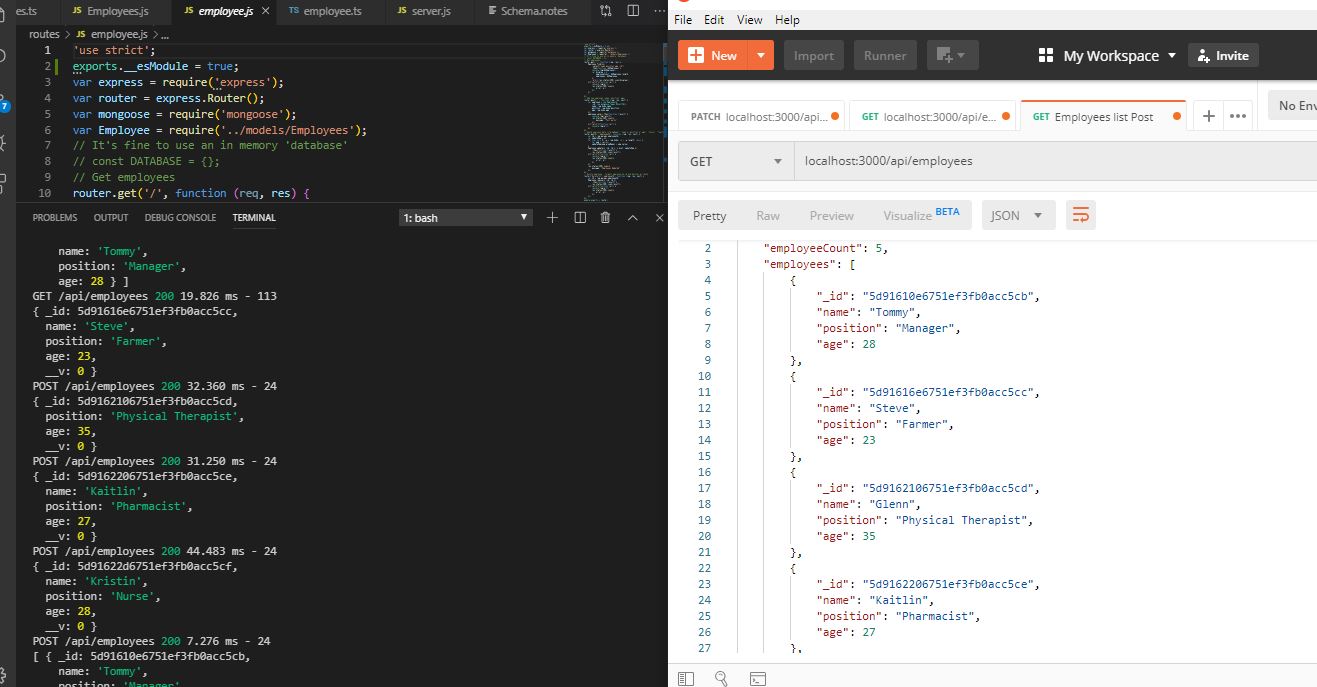 es.ts
JS Employees.js
JS employee.js
TS employee.ts
JS server.js
Schema.notes
routes > JS employee.js > ...
1 'use strict';
2 exports.__esModule = true;
3 var express = require('express');
4 var router = express.Router();
5 var mongoose = require('mongoose');
6 var Employee = require('../models/Employees');
7 // It's fine to use an in memory 'database'
8 // const DATABASE = {};
9 // Get employees
10 router.get('/', function (req, res) {
7
PROBLEMS OUTPUT DEBUG CONSOLE TERMINAL
1: bash
name: 'Tommy',
position: 'Manager',
age: 28 } ]
GET /api/employees 200 19.826 ms - 113
{ _id: 5d91616e6751ef3fb0acc5cc,
name: 'Steve',
position: 'Farmer',
age: 23,
__v: 0 }
POST /api/employees 200 32.360 ms - 24
{ _id: 5d9162106751ef3fb0acc5cd,
position: 'Physical Therapist',
age: 35,
__v: 0 }
POST /api/employees 200 31.250 ms - 24
{ _id: 5d9162206751ef3fb0acc5ce,
name: 'Kaitlin',
position: 'Pharmacist',
age: 27,
__v: 0 }
POST /api/employees 200 44.483 ms - 24
{ _id: 5d91622d6751ef3fb0acc5cf,
name: 'Kristin',
position: 'Nurse',
age: 28,
__v: 0 }
POST /api/employees 200 7.276 ms - 24
[ { _id: 5d91610e6751ef3fb0acc5cb,
name: 'Tommy',
position: 'Manager',
File Edit View Help
New
Import
Runner
My Workspace
Invite
PATCH localhost:3000/api...
GET localhost:3000/api/e...
GET Employees list Post
No Env
GET
localhost:3000/api/employees
Pretty Raw Preview Visualize BETA JSON
2 "employeeCount": 5,
3 "employees": [
4 {
5 "_id": "5d91610e6751ef3fb0acc5cb",
6 "name": "Tommy",
7 "position": "Manager",
8 "age": 28
9 },
10 {
11 "_id": "5d91616e6751ef3fb0acc5cc",
12 "name": "Steve",
13 "position": "Farmer",
14 "age": 23
15 },
16 {
17 "_id": "5d9162106751ef3fb0acc5cd",
18 "name": "Glenn",
19 "position": "Physical Therapist",
20 "age": 35
21 },
22 {
23 "_id": "5d9162206751ef3fb0acc5ce",
24 "name": "Kaitlin",
25 "position": "Pharmacist",
26 "age": 27
27 },